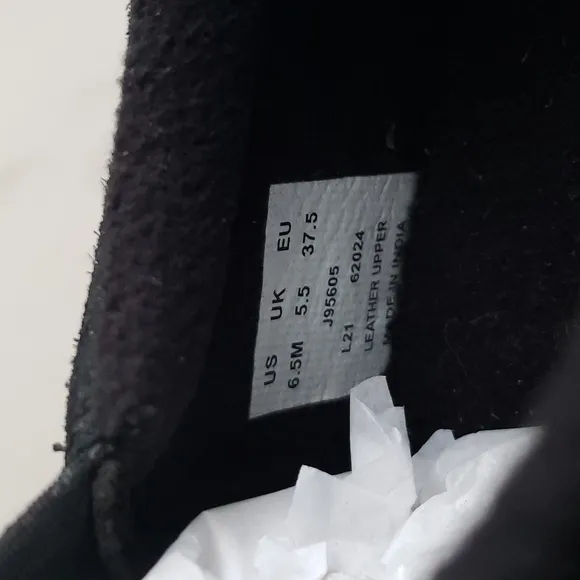 US UK EU
6.5M 5.5 37.5
J95605
L21 62024
LEATHER UPPER
MADE IN INDIA